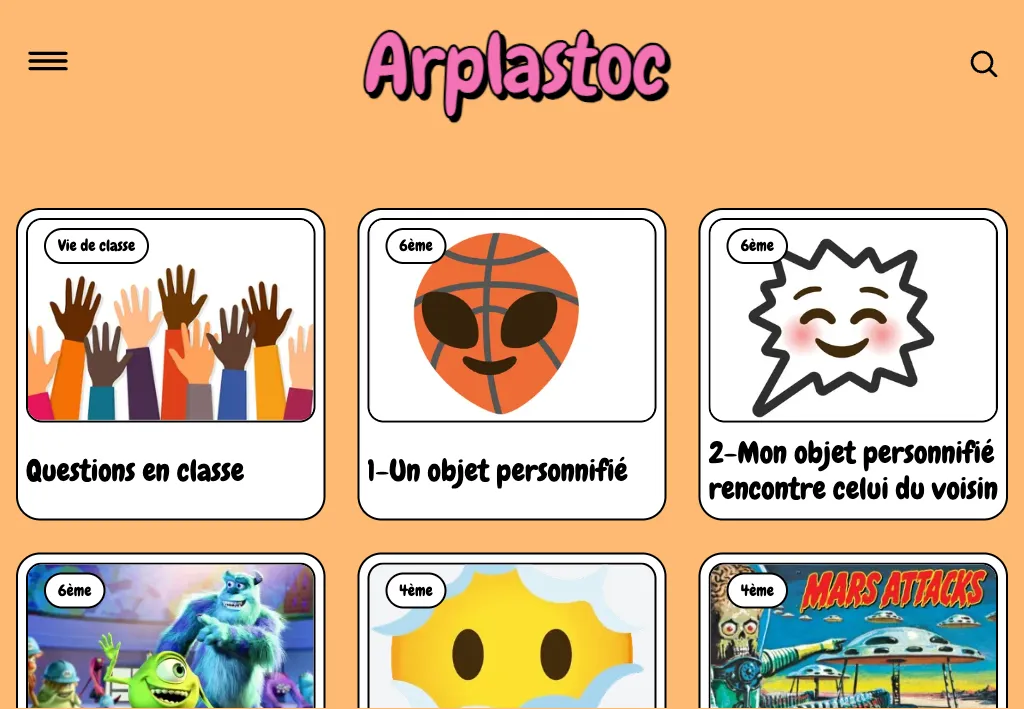 Arplastoc
Vie de classe
6ème
6ème
Questions en classe
1-Un objet personnifié
2-Mon objet personnifié
rencontre celui du voisin
6ème
4ème
4ème
MARS ATTACKS